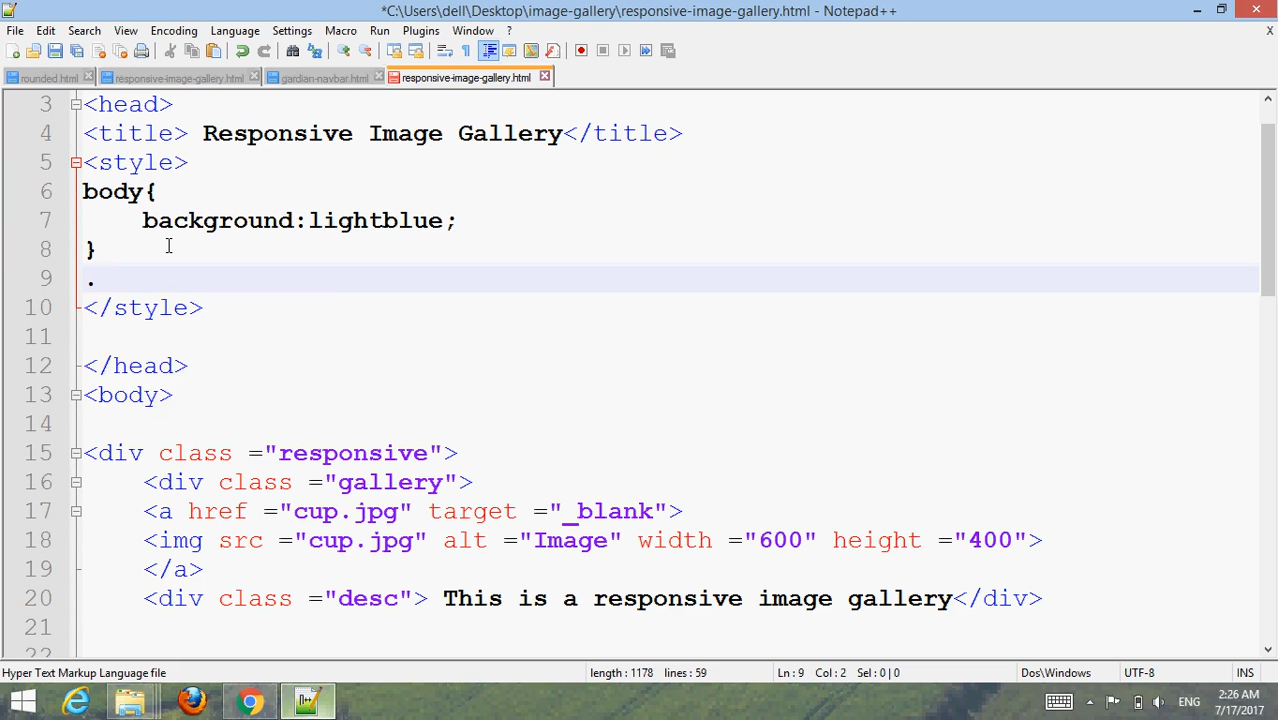 *C:\Users\dell\Desktop\image-gallery\responsive-image-gallery.html - Notepad++
File Edit Search View Encoding Language Settings Macro Run Plugins Window ?
X
rounded.html responsive-image-gallery.html gardian-navbar.html responsive-image-gallery.html
3 <head>
4 <title> Responsive Image Gallery</title>
5 <style>
6 body{
7 background:lightblue;
8 }
9 .
10 </style>
11
12 </head>
13 <body>
14
15 <div class ="responsive">
16 <div class ="gallery">
17 <a href ="cup.jpg" target ="_blank">
18 <img src ="cup.jpg" alt ="Image" width ="600" height ="400">
19 </a>
20 <div class ="desc"> This is a responsive image gallery</div>
21
22
Hyper Text Markup Language file length : 1178 lines : 59 Ln : 9 Col : 2 Sel : 0 | 0 Dos\Windows UTF-8 INS
ENG
2:26 AM
7/17/2017